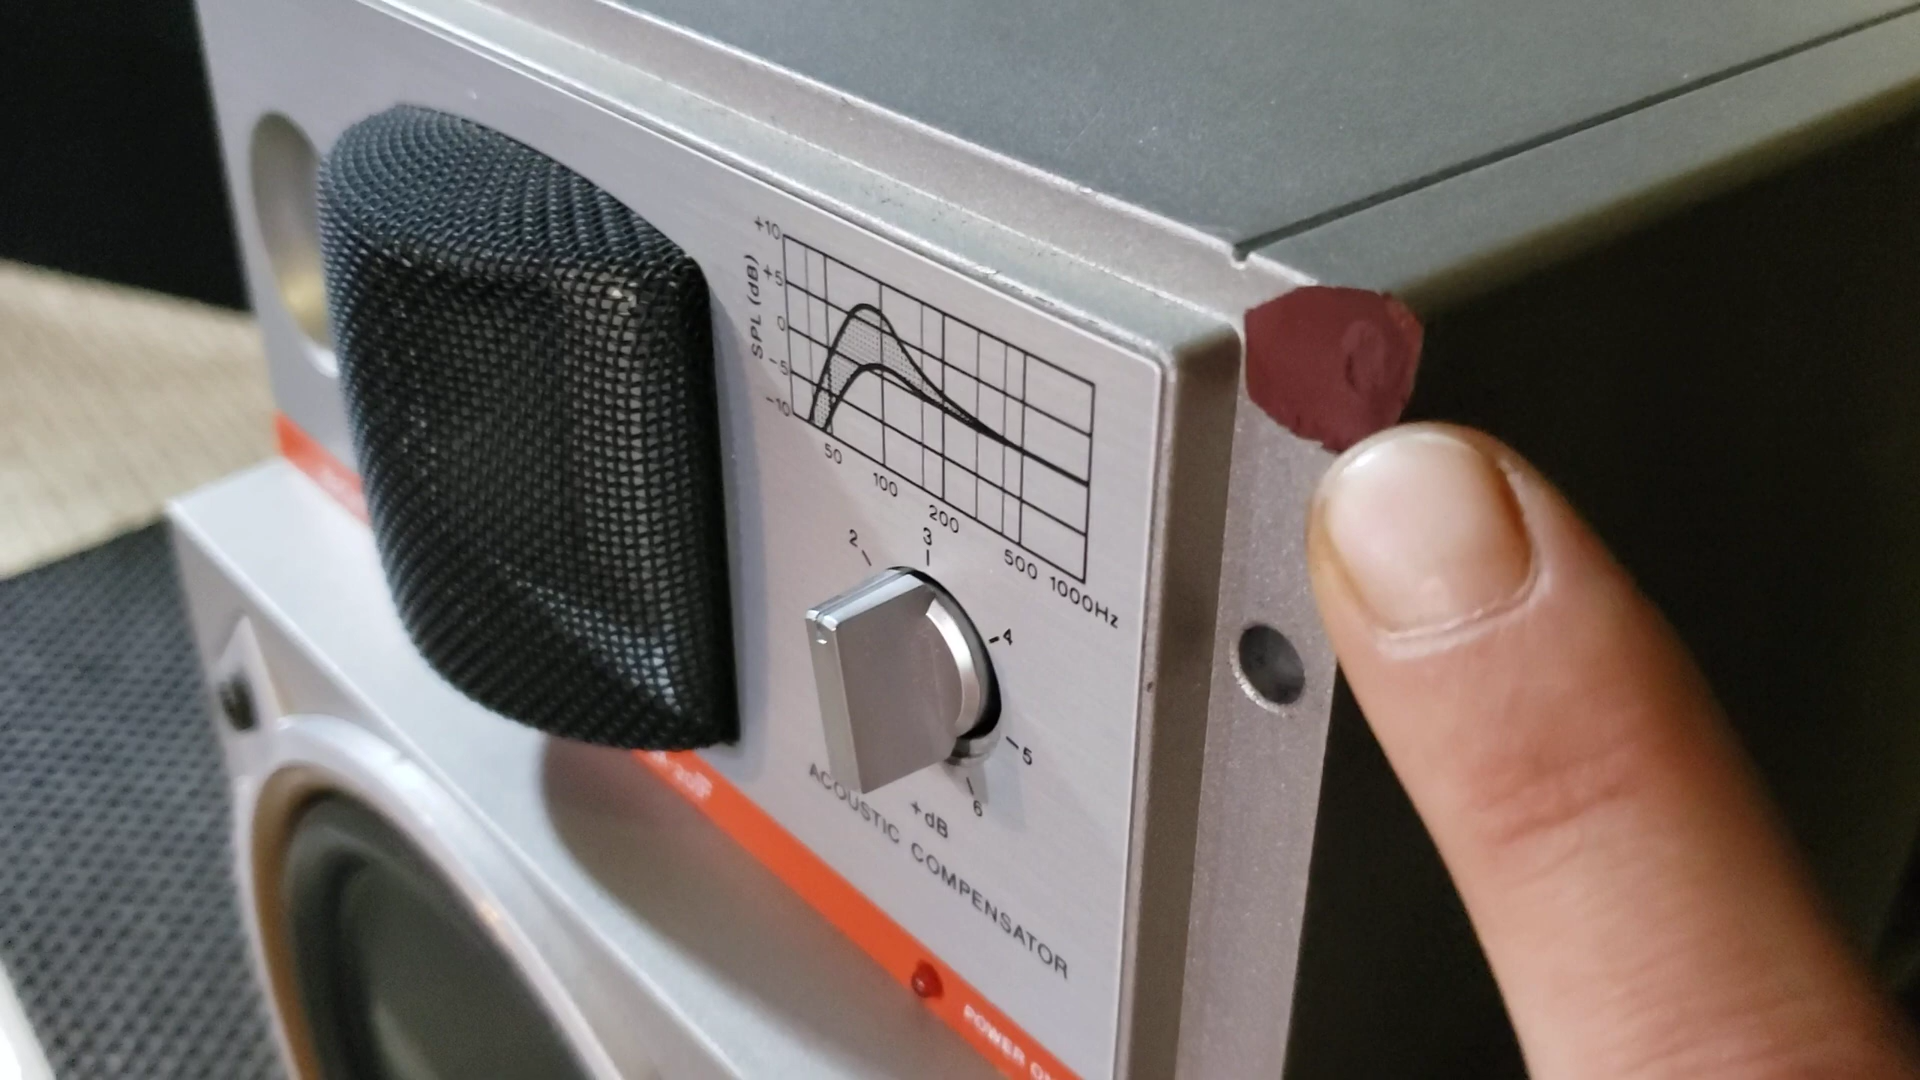 +10
+5
0
-5
-10
SPL (dB)
50
100
200
500
1000Hz
2
3
4
5
6
+dB
ACOUSTIC COMPENSATOR
POWER ON